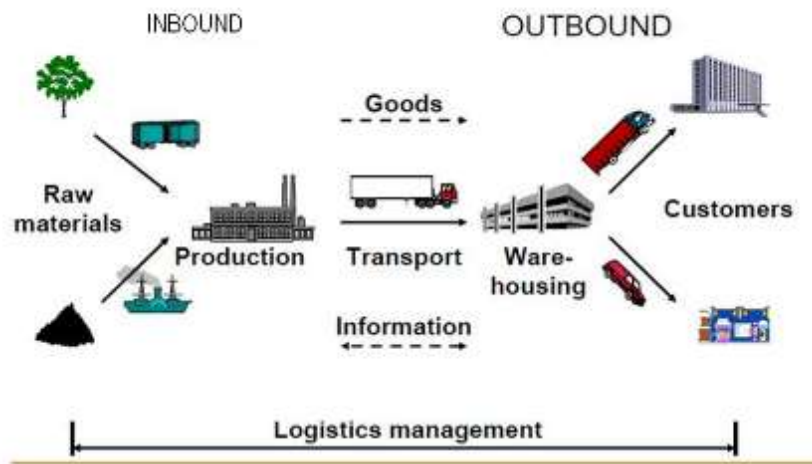 INBOUND
OUTBOUND
Goods
Raw
materials
Customers
Production
Transport
Ware-
housing
Information
Logistics management